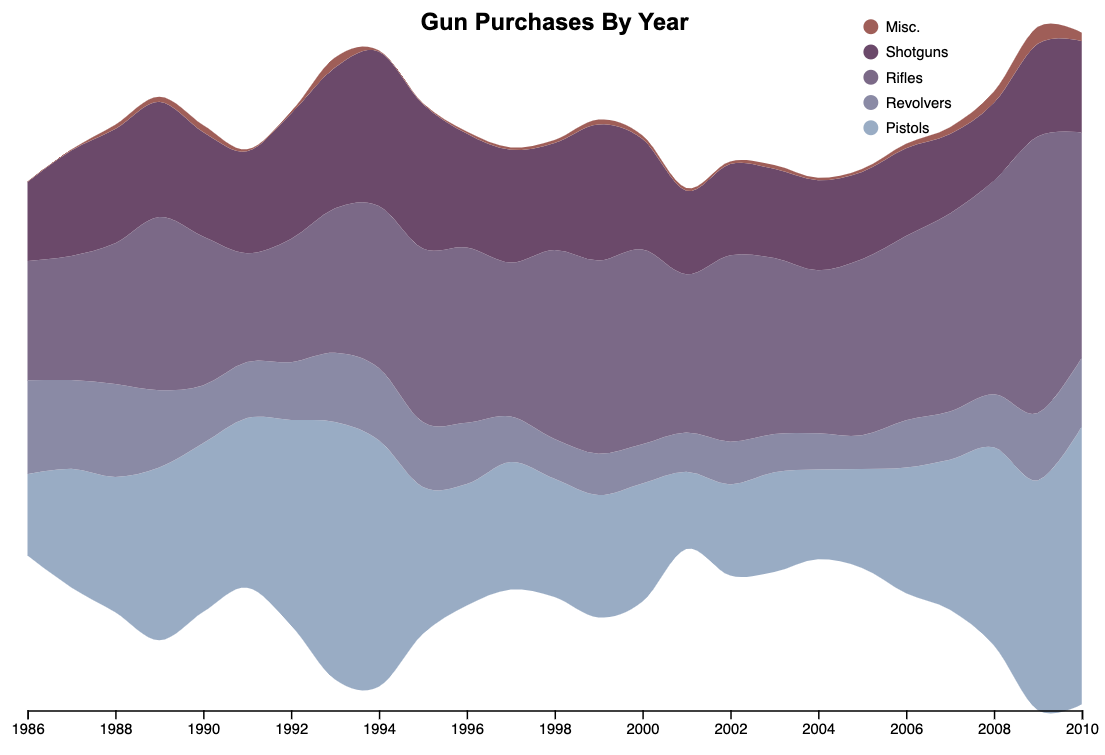 Gun Purchases By Year
Misc.
Shotguns
Rifles
Revolvers
Pistols
1986 1988 1990 1992 1994 1996 1998 2000 2002 2004 2006 2008 2010